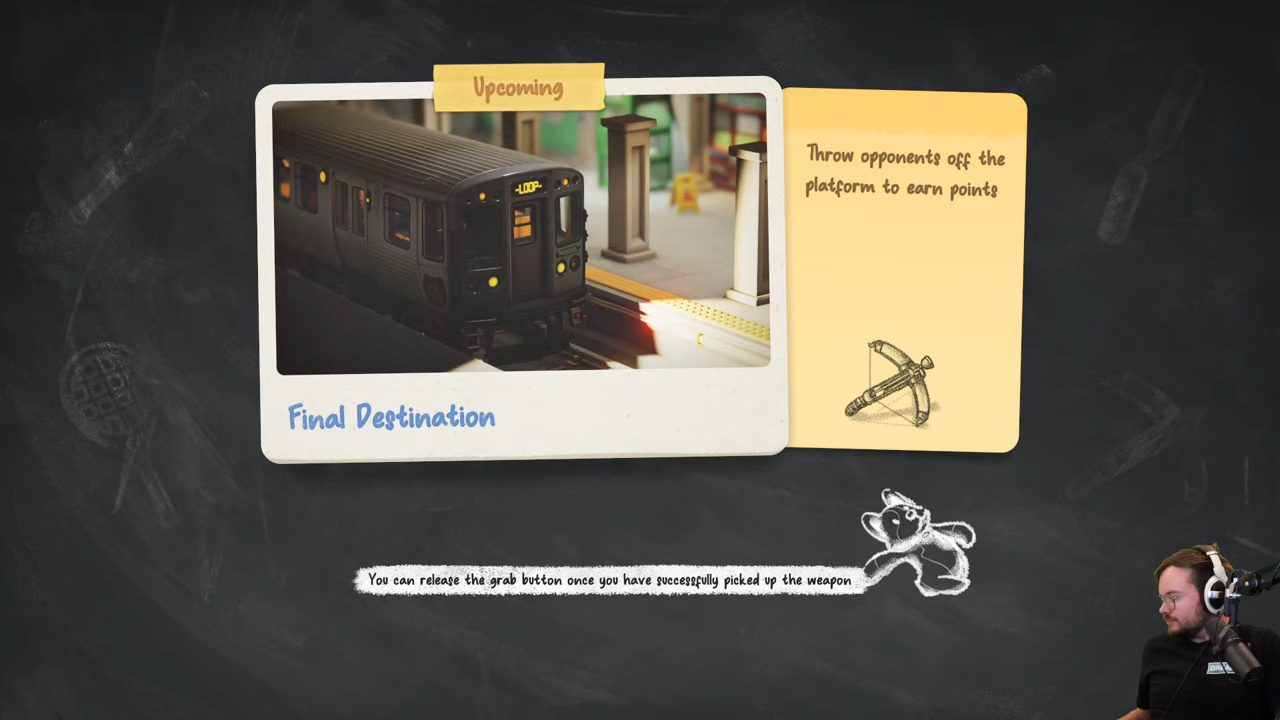 Upcoming
-LOOP-
Throw opponents off the
platform to earn points
Final Destination
You can release the grab button once you have successfully picked up the weapon